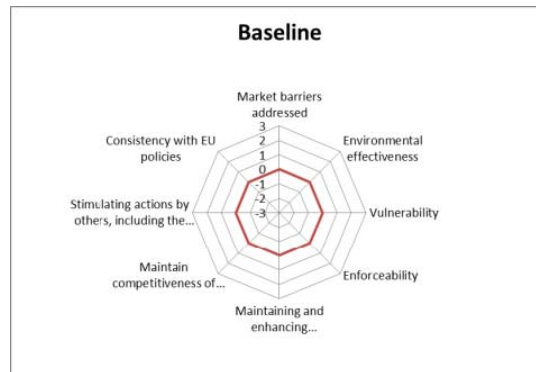 Baseline
Market barriers
addressed
3
2
1
0
-1
-2
-3
Environmental
effectiveness
Vulnerability
Enforceability
Maintaining and
enhancing...
Maintain
competitiveness of...
Stimulating actions by
others, including the...
Consistency with EU
policies